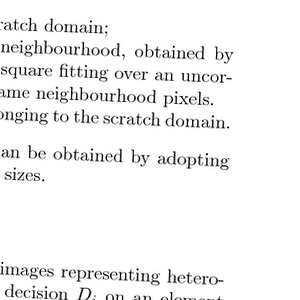 ratch domain;
neighbourhood, obtained by
square fitting over an uncor-
ame neighbourhood pixels.
onging to the scratch domain.
an be obtained by adopting
sizes.
images representing hetero-
decision D_i on an element